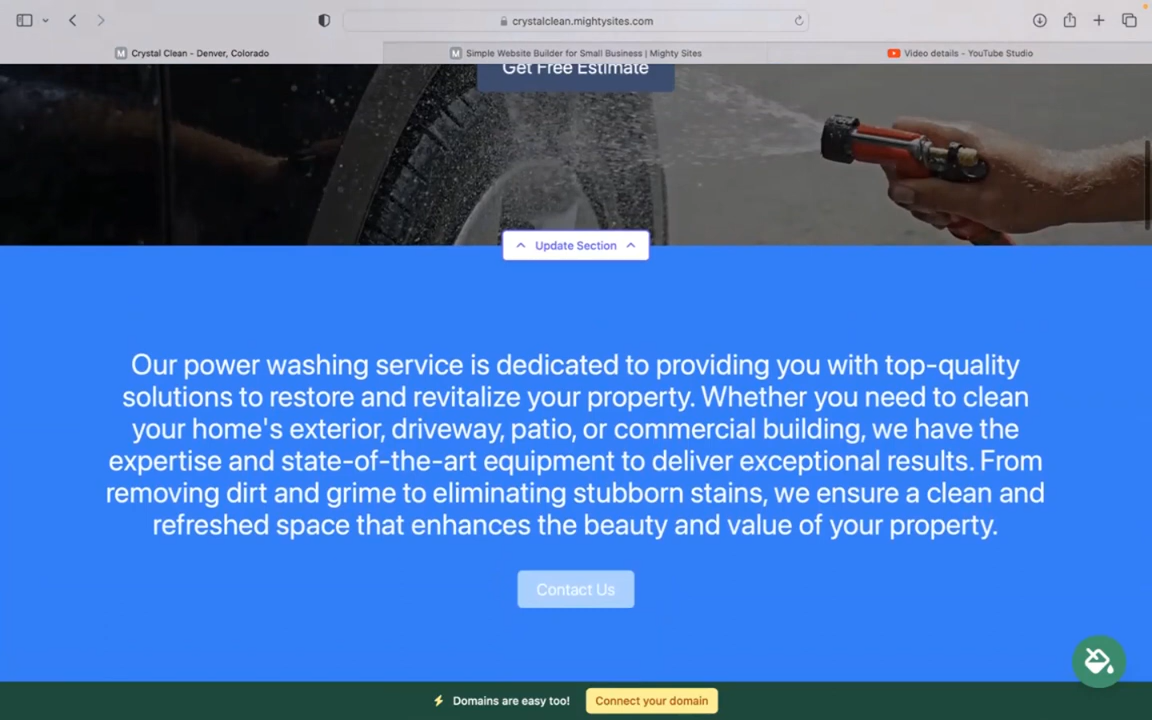 crystalclean.mightysites.com
M Crystal Clean - Denver, Colorado
M Simple Website Builder for Small Business | Mighty Sites
Video details - YouTube Studio
Get Free Estimate
Update Section
Our power washing service is dedicated to providing you with top-quality
solutions to restore and revitalize your property. Whether you need to clean
your home's exterior, driveway, patio, or commercial building, we have the
expertise and state-of-the-art equipment to deliver exceptional results. From
removing dirt and grime to eliminating stubborn stains, we ensure a clean and
refreshed space that enhances the beauty and value of your property.
Contact Us
Domains are easy too! Connect your domain